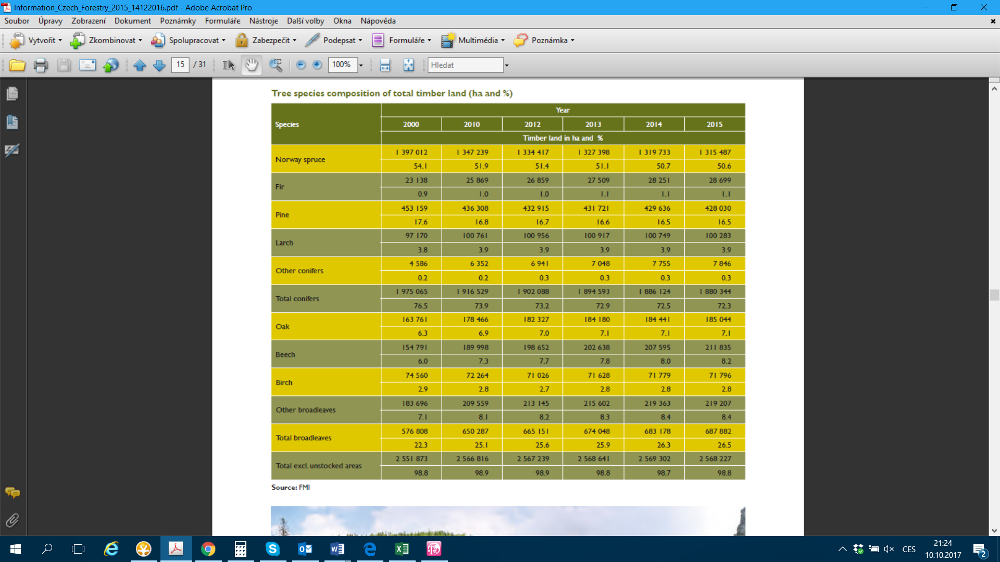 Information_Czech_Forestry_2015_14122016.pdf - Adobe Acrobat Pro
Soubor Úpravy Zobrazení Dokument Poznámky Formuláře Nástroje Další volby Okna Nápověda
Vytvořit Zkombinovat Spolupracovat Zabezpečit Podepsat Formuláře Multimédia Poznámka
15 / 31 100% Hledat
Tree species composition of total timber land (ha and %)
Species
Year
2000 2010 2012 2013 2014 2015
Timber land in ha and %
Norway spruce
1 397 012 1 347 239 1 334 417 1 327 398 1 319 733 1 315 487
54.1 51.9 51.4 51.1 50.7 50.6
Fir
23 138 25 869 26 859 27 509 28 251 28 699
0.9 1.0 1.0 1.1 1.1 1.1
Pine
453 159 436 308 432 915 431 721 429 636 428 030
17.6 16.8 16.7 16.6 16.5 16.5
Larch
97 170 100 761 100 956 100 917 100 749 100 283
3.8 3.9 3.9 3.9 3.9 3.9
Other conifers
4 586 6 352 6 941 7 048 7 755 7 846
0.2 0.2 0.3 0.3 0.3 0.3
Total conifers
1 975 065 1 916 529 1 902 088 1 894 593 1 886 124 1 880 344
76.5 73.9 73.2 72.9 72.5 72.3
Oak
163 761 178 466 182 327 184 180 184 441 185 044
6.3 6.9 7.0 7.1 7.1 7.1
Beech
154 791 189 998 198 652 202 638 207 595 211 835
6.0 7.3 7.7 7.8 8.0 8.2
Birch
74 560 72 264 71 026 71 628 71 779 71 796
2.9 2.8 2.7 2.8 2.8 2.8
Other broadleaves
183 696 209 559 213 145 215 602 219 363 219 207
7.1 8.1 8.2 8.3 8.4 8.4
Total broadleaves
576 808 650 287 665 151 674 048 683 178 687 882
22.3 25.1 25.6 25.9 26.3 26.5
Total excl. unstocked areas
2 551 873 2 566 816 2 567 239 2 568 641 2 569 302 2 568 227
98.8 98.9 98.9 98.8 98.7 98.8
Source: FMI
CES
21:24
10.10.2017
2